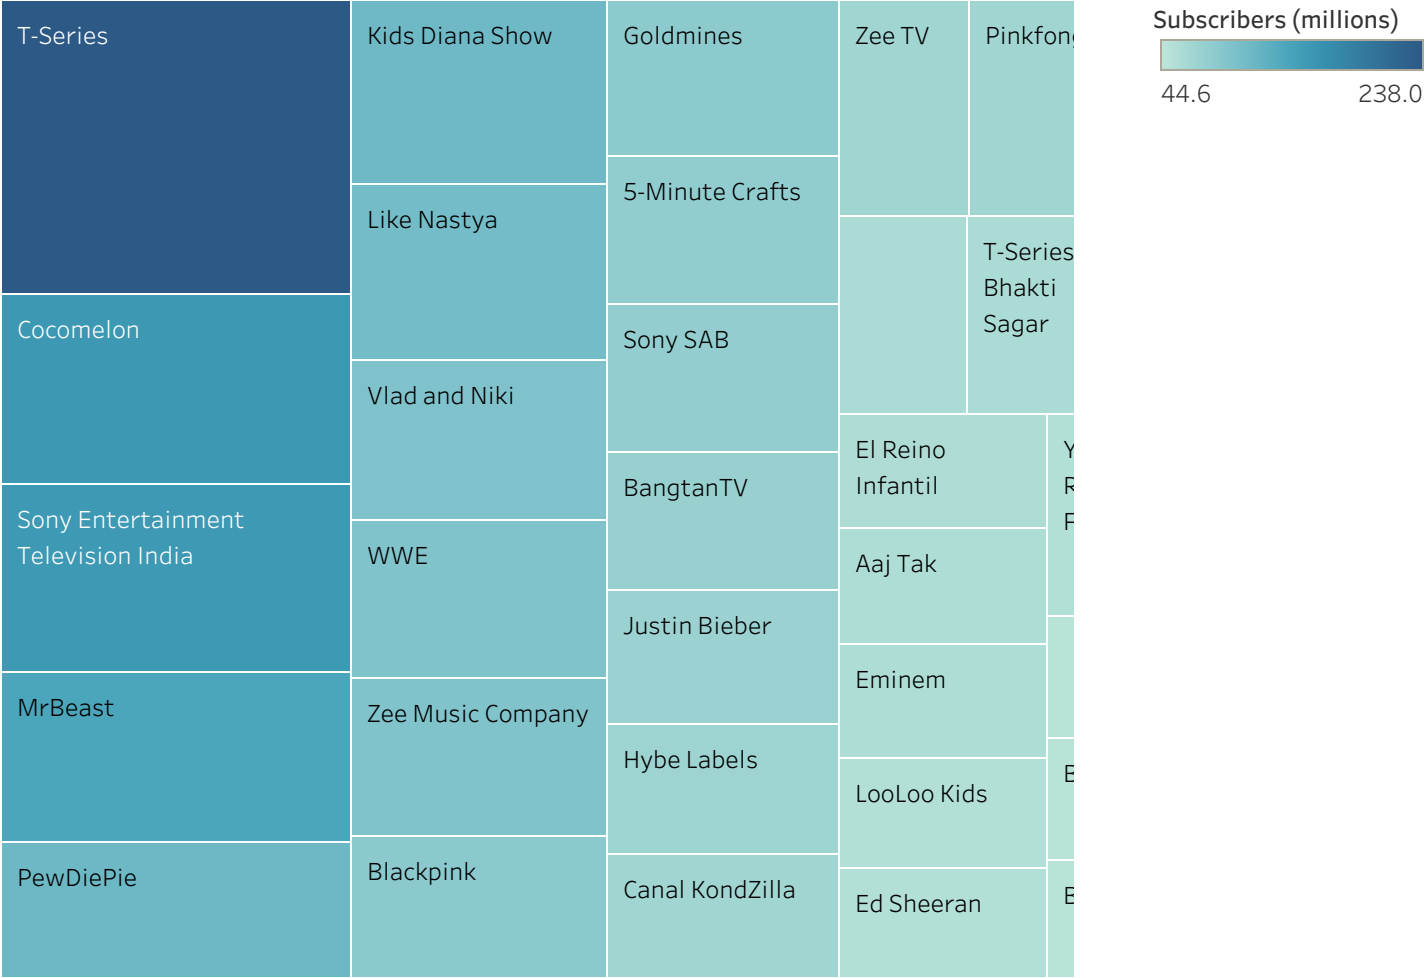 T-Series
Cocomelon
Sony Entertainment
Television India
MrBeast
PewDiePie
Kids Diana Show
Like Nastya
Vlad and Niki
WWE
Zee Music Company
Blackpink
Goldmines
5-Minute Crafts
Sony SAB
BangtanTV
Justin Bieber
Hybe Labels
Canal KondZilla
Zee TV
Pinkfong
T-Series
Bhakti
Sagar
El Reino
Infantil
Aaj Tak
Eminem
LooLoo Kids
Ed Sheeran
Subscribers (millions)
44.6 238.0